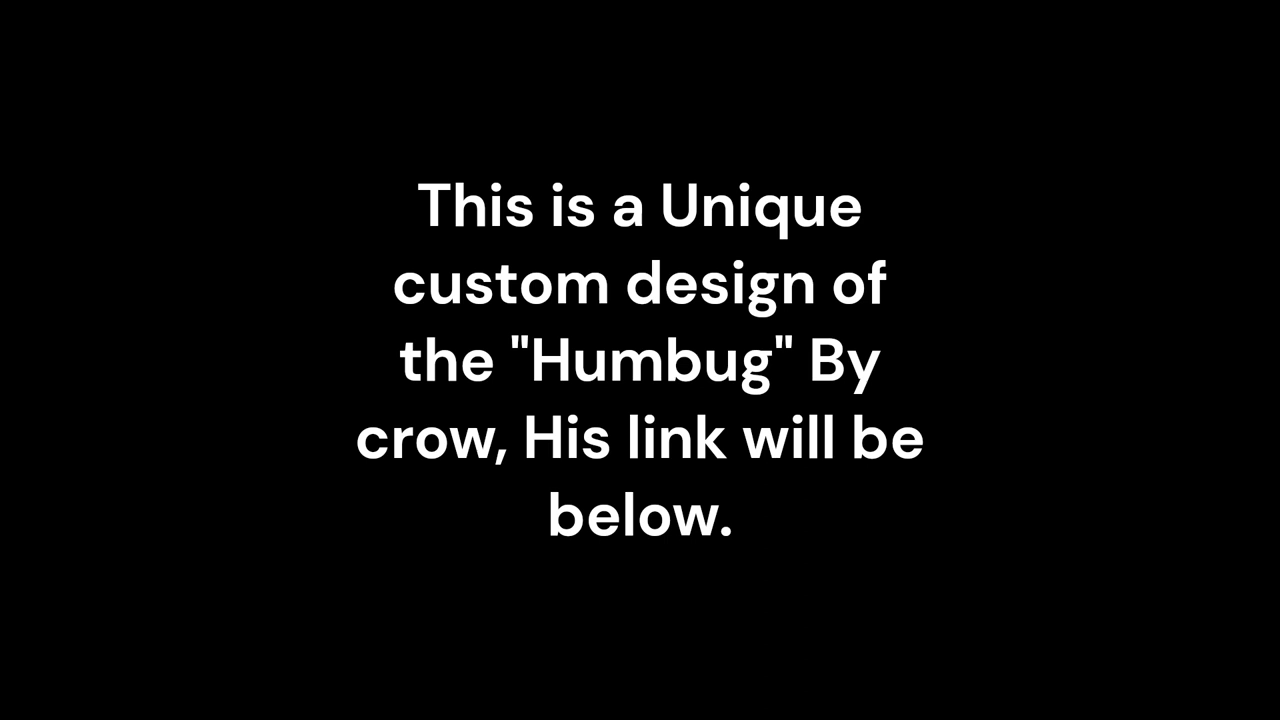 This is a Unique
custom design of
the "Humbug" By
crow, His link will be
below.